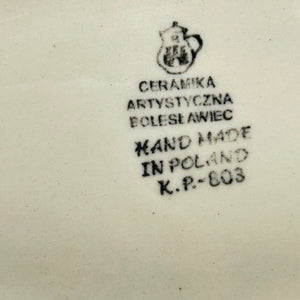 CERAMIKA
ARTYSTYCZNA
BOLESŁAWIEC
HAND MADE
IN POLAND
K.P.-803